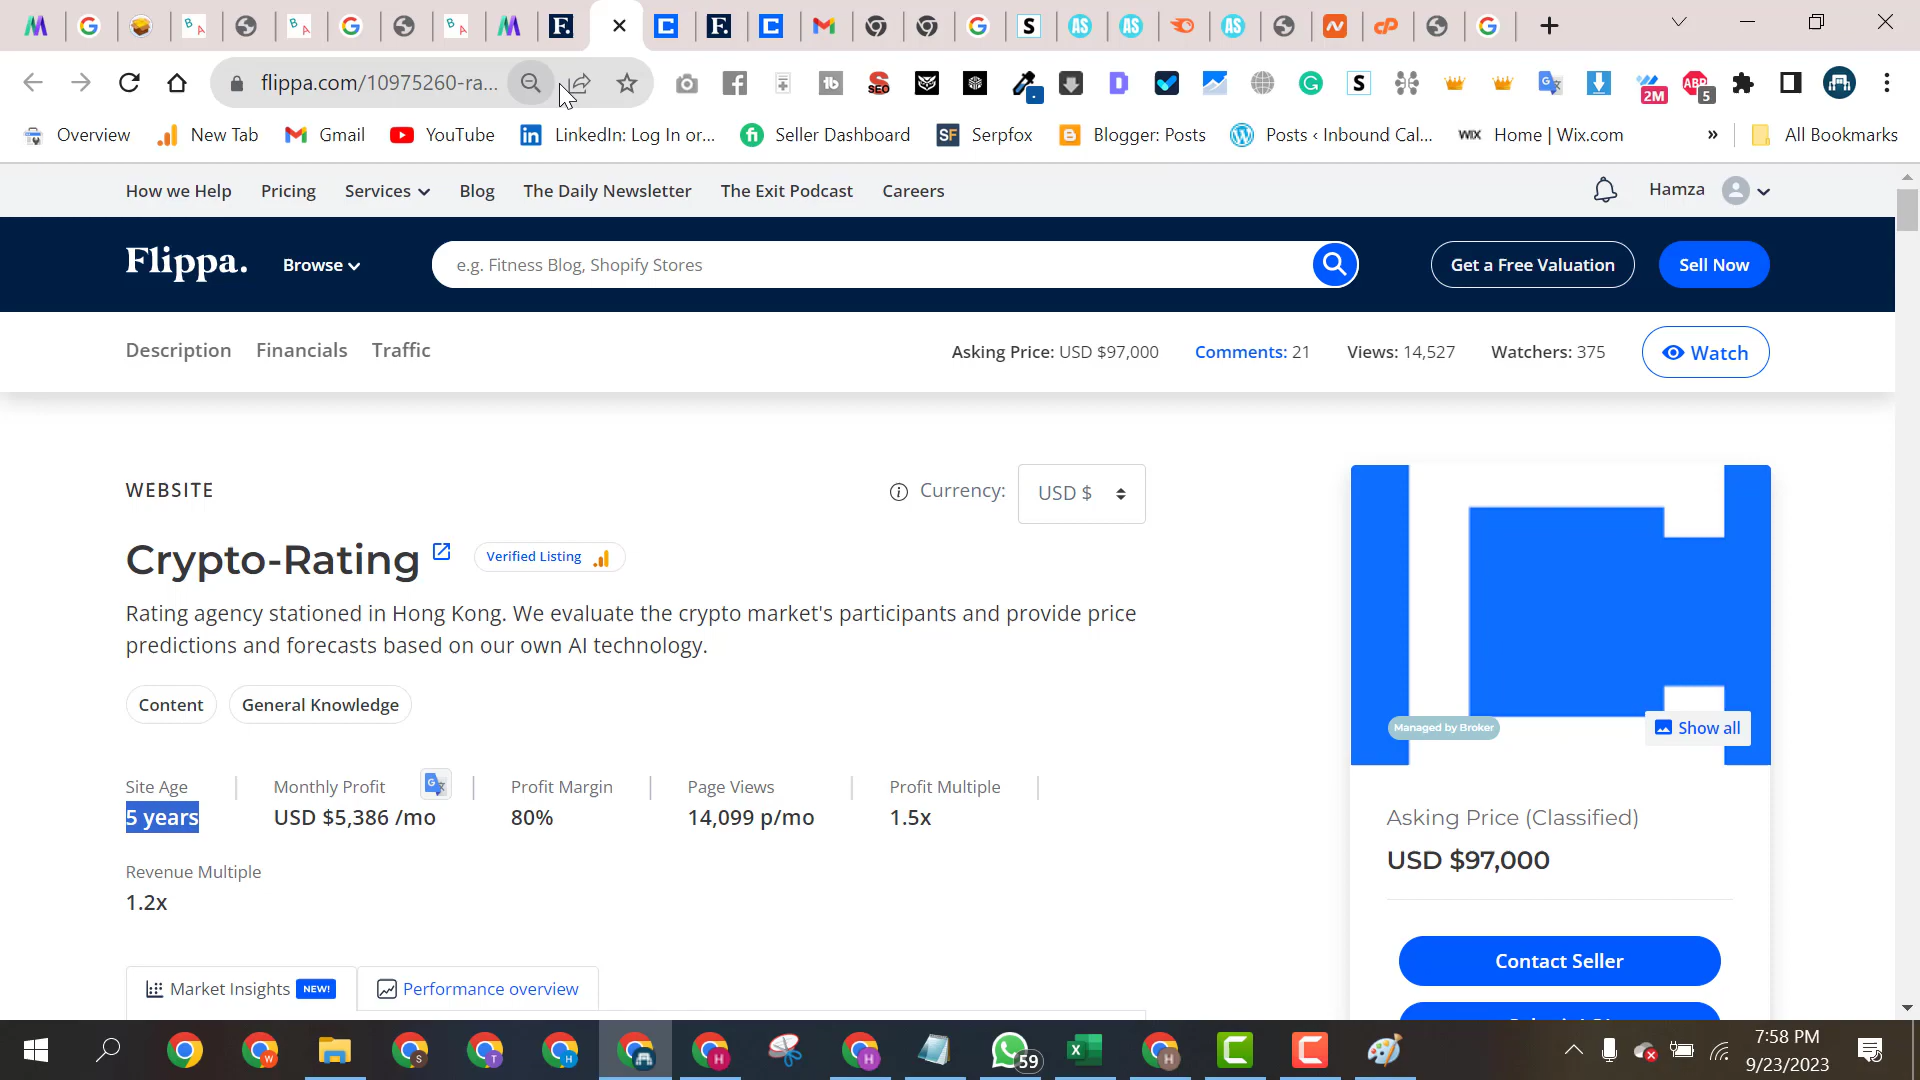 flippa.com/10975260-ra...
2M
5
Overview
New Tab
Gmail
YouTube
LinkedIn: Log In or...
Seller Dashboard
SF Serpfox
Blogger: Posts
Posts ‹ Inbound Cal...
WIX Home | Wix.com
»
All Bookmarks
How we Help
Pricing
Services
Blog
The Daily Newsletter
The Exit Podcast
Careers
Hamza
Flippa.
Browse
e.g. Fitness Blog, Shopify Stores
Get a Free Valuation
Sell Now
Description
Financials
Traffic
Asking Price: USD $97,000
Comments: 21
Views: 14,527
Watchers: 375
Watch
WEBSITE
Currency:
USD $
Crypto-Rating
Verified Listing
Rating agency stationed in Hong Kong. We evaluate the crypto market's participants and provide price
predictions and forecasts based on our own AI technology.
Content
General Knowledge
Managed by Broker
Show all
Site Age
5 years
Monthly Profit
USD $5,386 /mo
Profit Margin
80%
Page Views
14,099 p/mo
Profit Multiple
1.5x
Revenue Multiple
1.2x
Asking Price (Classified)
USD $97,000
Contact Seller
Market Insights NEW!
Performance overview
59
7:58 PM
9/23/2023